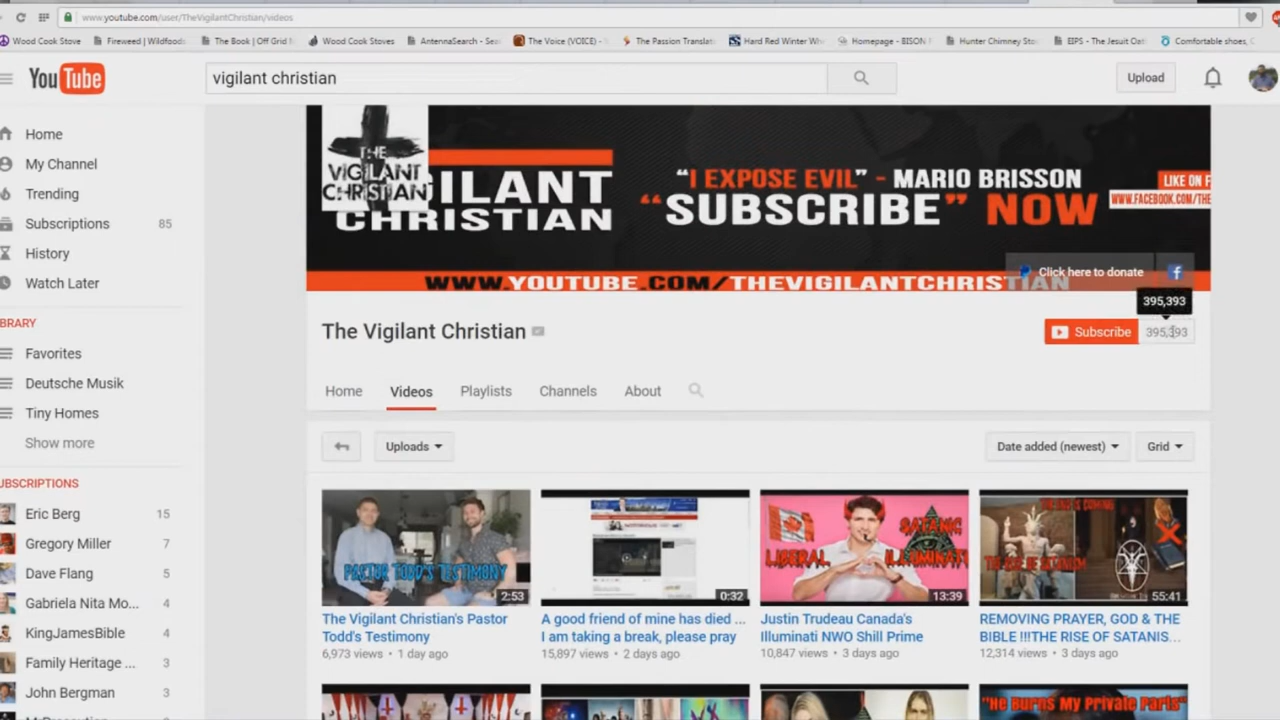 www.youtube.com/user/TheVigilantChristian/videos
Wood Cook Stove
Fireweed | Wildfoods
The Book | Off Grid
Wood Cook Stoves
AntennaSearch - Sea
The Voice (VOICE) -
The Passion Translati
Hard Red Winter Wh
Homepage - BISON
Hunter Chimney Sto
EIPS - The Jesuit Oat
Comfortable shoes,
YouTube
vigilant christian
Upload
Home
My Channel
Trending
Subscriptions 85
History
Watch Later
BRARY
Favorites
Deutsche Musik
Tiny Homes
Show more
UBSCRIPTIONS
Eric Berg 15
Gregory Miller 7
Dave Flang 5
Gabriela Nita Mo... 4
KingJamesBible 4
Family Heritage ... 3
John Bergman 3
THE
VIGILANT
CHRISTIAN
IGILANT
CHRISTIAN
“I EXPOSE EVIL” - MARIO BRISSON
“SUBSCRIBE” NOW
LIKE ON F
WWW.FACEBOOK.COM/THE
WWW.YOUTUBE.COM/THEVIGILANTCHRISTIAN
Click here to donate
395,393
The Vigilant Christian
Subscribe 395,393
Home Videos Playlists Channels About
Uploads
Date added (newest) Grid
PASTOR TODD'S TESTIMONY
2:53
The Vigilant Christian's Pastor
Todd's Testimony
6,973 views • 1 day ago
0:32
A good friend of mine has died ...
I am taking a break, please pray
15,897 views • 2 days ago
LIBERAL
SATANIC
ILLUMINATI
13:39
Justin Trudeau Canada's
Illuminati NWO Shill Prime
10,847 views • 3 days ago
THE RISE OF SATANISM
55:41
REMOVING PRAYER, GOD & THE
BIBLE !!!THE RISE OF SATANIS...
12,314 views • 3 days ago
"He Burns My Private Parts"